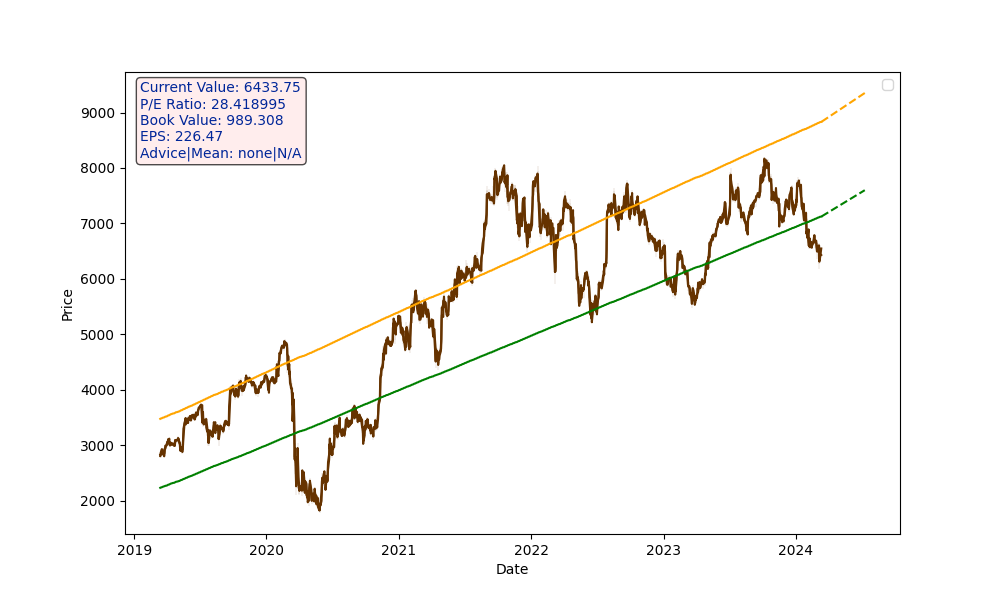 Current Value: 6433.75
P/E Ratio: 28.418995
Book Value: 989.308
EPS: 226.47
Advice|Mean: none|N/A
9000
8000
7000
6000
5000
4000
3000
2000
Price
2019 2020 2021 2022 2023 2024
Date